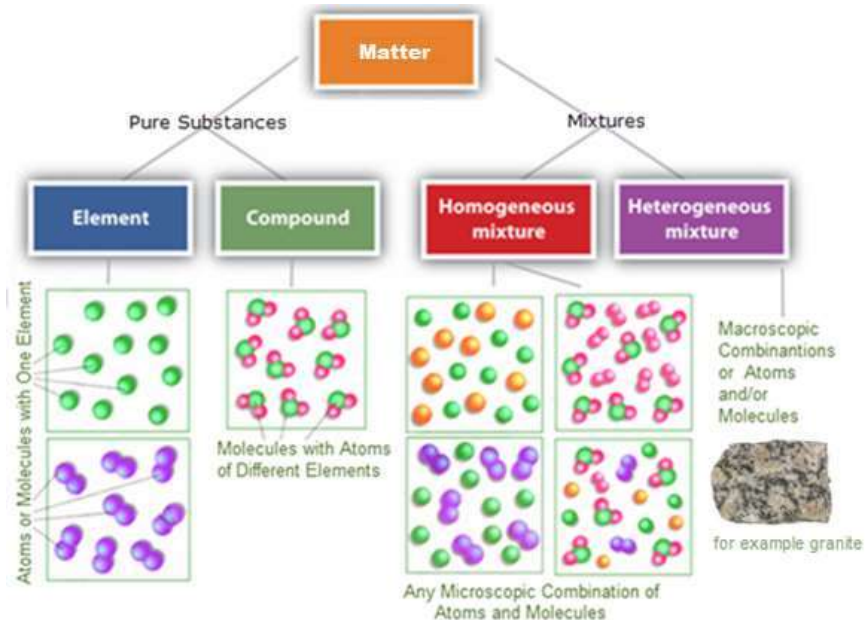 Matter
Pure Substances
Mixtures
Element
Compound
Homogeneous
mixture
Heterogeneous
mixture
Atoms or Molecules with One Element
Molecules with Atoms
of Different Elements
Any Microscopic Combination of
Atoms and Molecules
Macroscopic
Combinantions
or Atoms
and/or
Molecules
for example granite